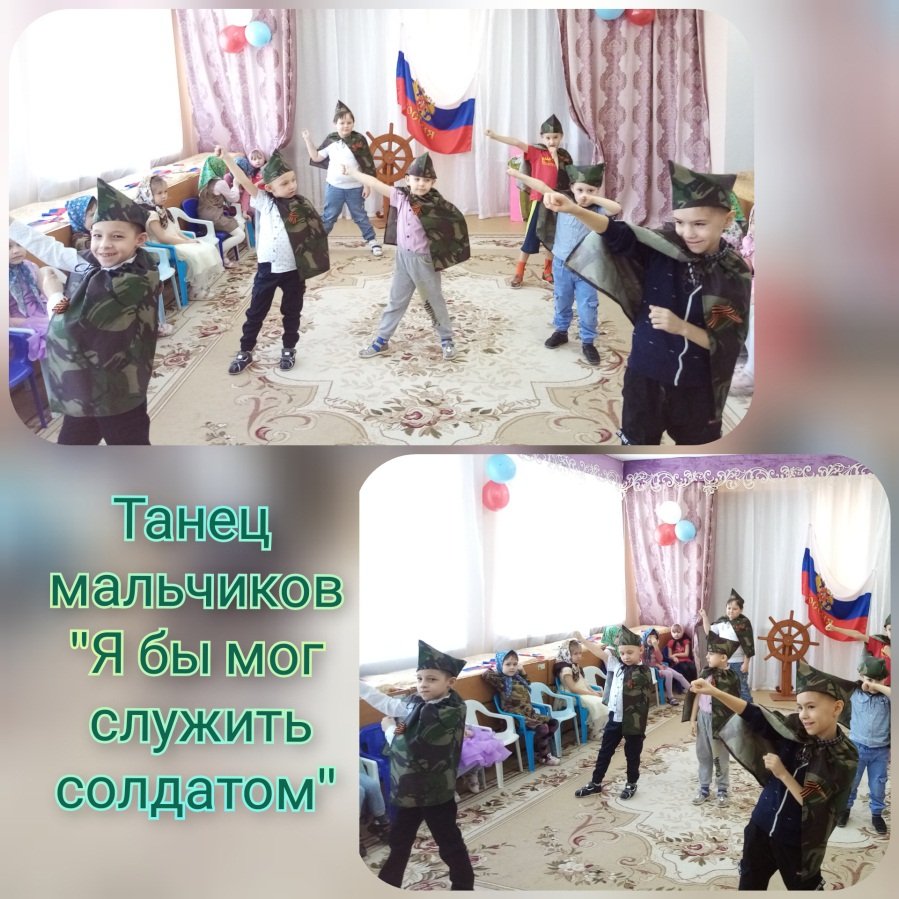 Танец
мальчиков
"Я бы мог
служить
солдатом"